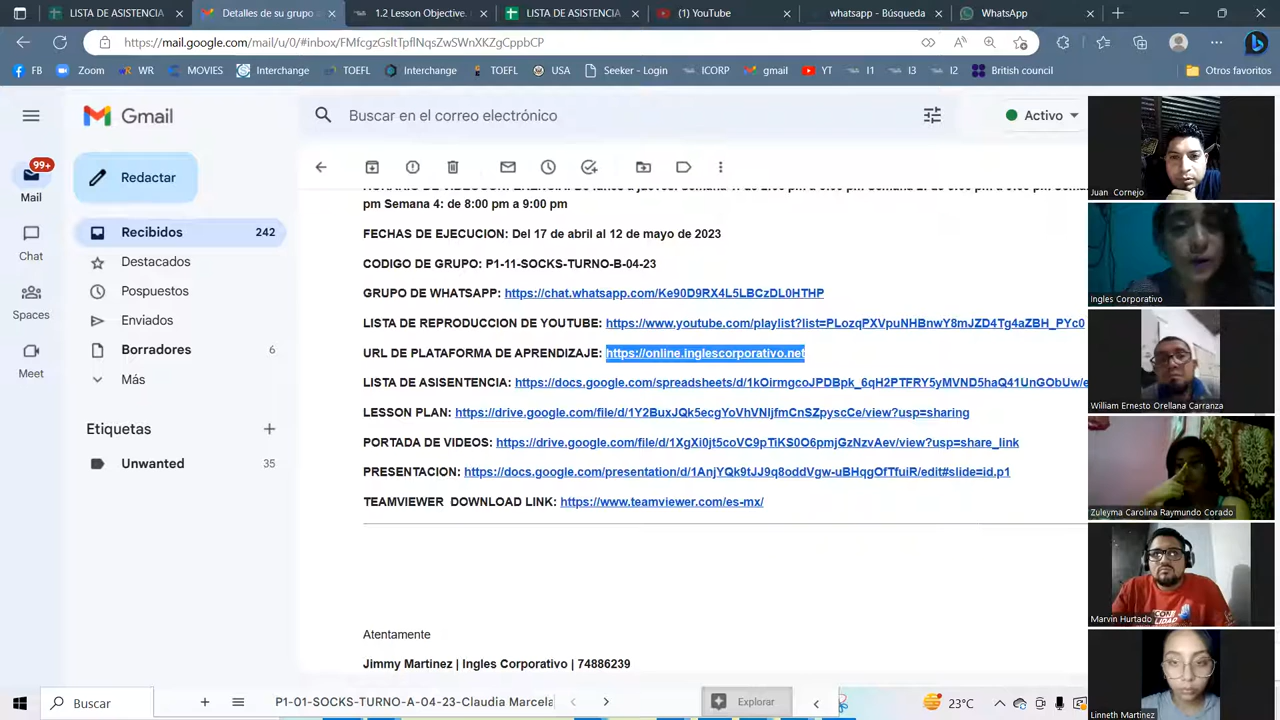 LISTA DE ASISTENCIA
Detalles de su grupo
1.2 Lesson Objective.
LISTA DE ASISTENCIA
(1) YouTube
whatsapp - Búsqueda
WhatsApp
https://mail.google.com/mail/u/0/#inbox/FMfcgzGsltTpflNqsZwSWnXKZgCppbCP
FB
Zoom
WR
MOVIES
Interchange
TOEFL
Interchange
TOEFL
USA
Seeker - Login
ICORP
gmail
YT
I1
I3
I2
British council
Otros favoritos
Gmail
Buscar en el correo electrónico
Activo
99+
Mail
Chat
Spaces
Meet
Redactar
Recibidos 242
Destacados
Pospuestos
Enviados
Borradores 6
Más
Etiquetas
Unwanted 35
pm Semana 4: de 8:00 pm a 9:00 pm
FECHAS DE EJECUCION: Del 17 de abril al 12 de mayo de 2023
CODIGO DE GRUPO: P1-11-SOCKS-TURNO-B-04-23
GRUPO DE WHATSAPP: https://chat.whatsapp.com/Ke90D9RX4L5LBCzDL0HTHP
LISTA DE REPRODUCCION DE YOUTUBE: https://www.youtube.com/playlist?list=PLozqPXVpuNHBnwY8mJZD4Tg4aZBH_PYc0
URL DE PLATAFORMA DE APRENDIZAJE: https://online.inglescorporativo.net
LISTA DE ASISENTENCIA: https://docs.google.com/spreadsheets/d/1kOirmgcoJPDBpk_6qH2PTFRY5yMVND5haQ41UnGObUw/e
LESSON PLAN: https://drive.google.com/file/d/1Y2BuxJQk5ecgYoVhVNIjfmCnSZpyscCe/view?usp=sharing
PORTADA DE VIDEOS: https://drive.google.com/file/d/1XgXi0jt5coVC9pTiKS0O6pmjGzNzvAev/view?usp=share_link
PRESENTACION: https://docs.google.com/presentation/d/1AnjYQk9tJJ9q8oddVgw-uBHqgOfTfuiR/edit#slide=id.p1
TEAMVIEWER DOWNLOAD LINK: https://www.teamviewer.com/es-mx/
Atentamente
Jimmy Martinez | Ingles Corporativo | 74886239
Juan Cornejo
Ingles Corporativo
William Ernesto Orellana Carranza
Zuleyma Carolina Raymundo Corado
Marvin Hurtado
Linneth Martinez
Buscar
P1-01-SOCKS-TURNO-A-04-23-Claudia Marcela
Explorar
23°C